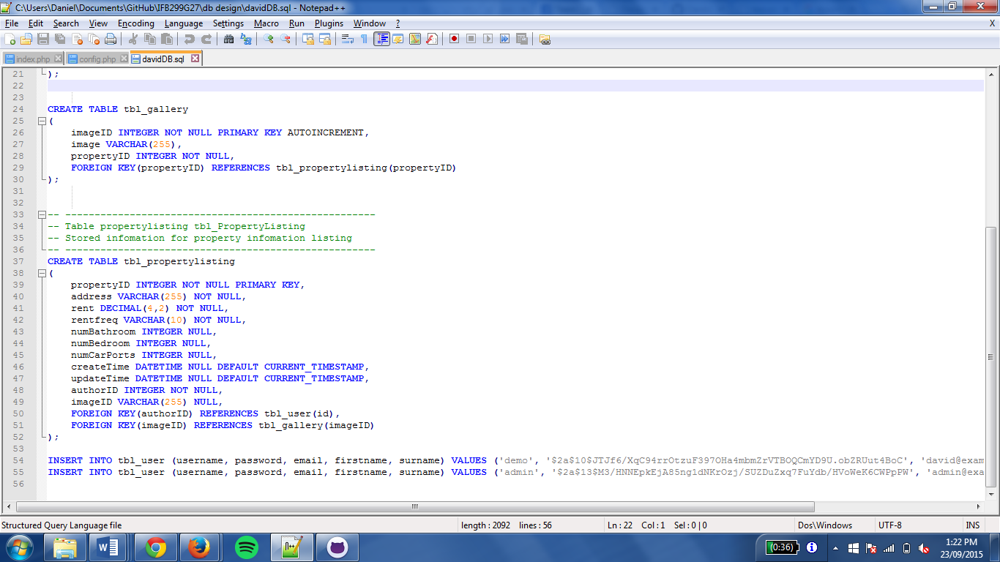 C:\Users\Daniel\Documents\GitHub\IFB299G27\db design\davidDB.sql - Notepad++
File Edit Search View Encoding Language Settings Macro Run Plugins Window ? X
index.php config.php davidDB.sql
21 );
22
23
24 CREATE TABLE tbl_gallery
25 (
26 imageID INTEGER NOT NULL PRIMARY KEY AUTOINCREMENT,
27 image VARCHAR(255),
28 propertyID INTEGER NOT NULL,
29 FOREIGN KEY(propertyID) REFERENCES tbl_propertylisting(propertyID)
30 );
31
32
33 -- -----------------------------------------------------
34 -- Table propertylisting tbl_PropertyListing
35 -- Stored infomation for property infomation listing
36 -- -----------------------------------------------------
37 CREATE TABLE tbl_propertylisting
38 (
39 propertyID INTEGER NOT NULL PRIMARY KEY,
40 address VARCHAR(255) NOT NULL,
41 rent DECIMAL(4,2) NOT NULL,
42 rentfreq VARCHAR(10) NOT NULL,
43 numBathroom INTEGER NULL,
44 numBedroom INTEGER NULL,
45 numCarPorts INTEGER NULL,
46 createTime DATETIME NULL DEFAULT CURRENT_TIMESTAMP,
47 updateTime DATETIME NULL DEFAULT CURRENT_TIMESTAMP,
48 authorID INTEGER NOT NULL,
49 imageID VARCHAR(255) NULL,
50 FOREIGN KEY(authorID) REFERENCES tbl_user(id),
51 FOREIGN KEY(imageID) REFERENCES tbl_gallery(imageID)
52 );
53
54 INSERT INTO tbl_user (username, password, email, firstname, surname) VALUES ('demo', '$2a$10$JTJf6/XqC94rrOtzuF397OHa4mbmZrVTBOQCmYD9U.obZRUut4BoC', 'david@exam
55 INSERT INTO tbl_user (username, password, email, firstname, surname) VALUES ('admin', '$2a$13$M3/HNNEpkEjA85ng1dNKrOzj/SUZDuZxq7FuYdb/HVoWeK6CWPpPW', 'admin@exa
56
Structured Query Language file length : 2092 lines : 56 Ln : 22 Col : 1 Sel : 0 | 0 Dos\Windows UTF-8 INS
(0:36) 1:22 PM
23/09/2015